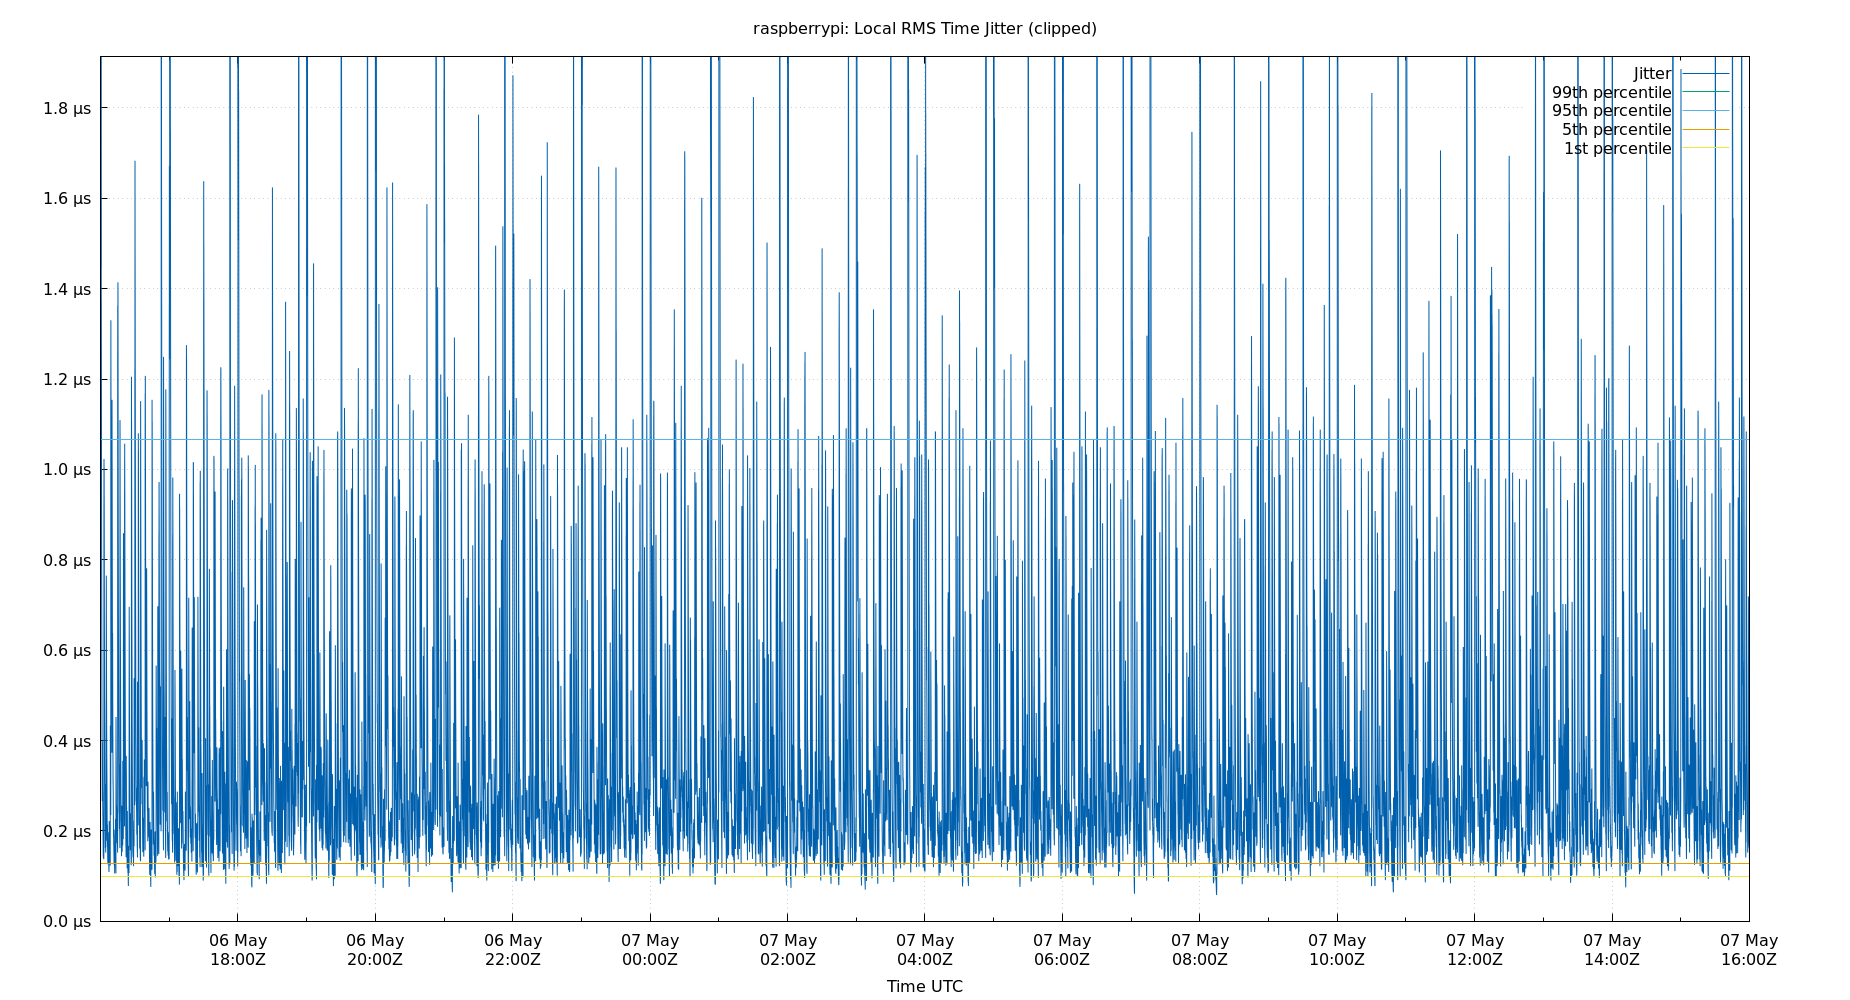 raspberrypi: Local RMS Time Jitter (clipped)
Jitter
99th percentile
95th percentile
5th percentile
1st percentile
1.8 μs
1.6 μs
1.4 μs
1.2 μs
1.0 μs
0.8 μs
0.6 μs
0.4 μs
0.2 μs
0.0 μs
06 May 06 May 06 May 07 May 07 May 07 May 07 May 07 May 07 May 07 May 07 May 07 May
18:00Z 20:00Z 22:00Z 00:00Z 02:00Z 04:00Z 06:00Z 08:00Z 10:00Z 12:00Z 14:00Z 16:00Z
Time UTC